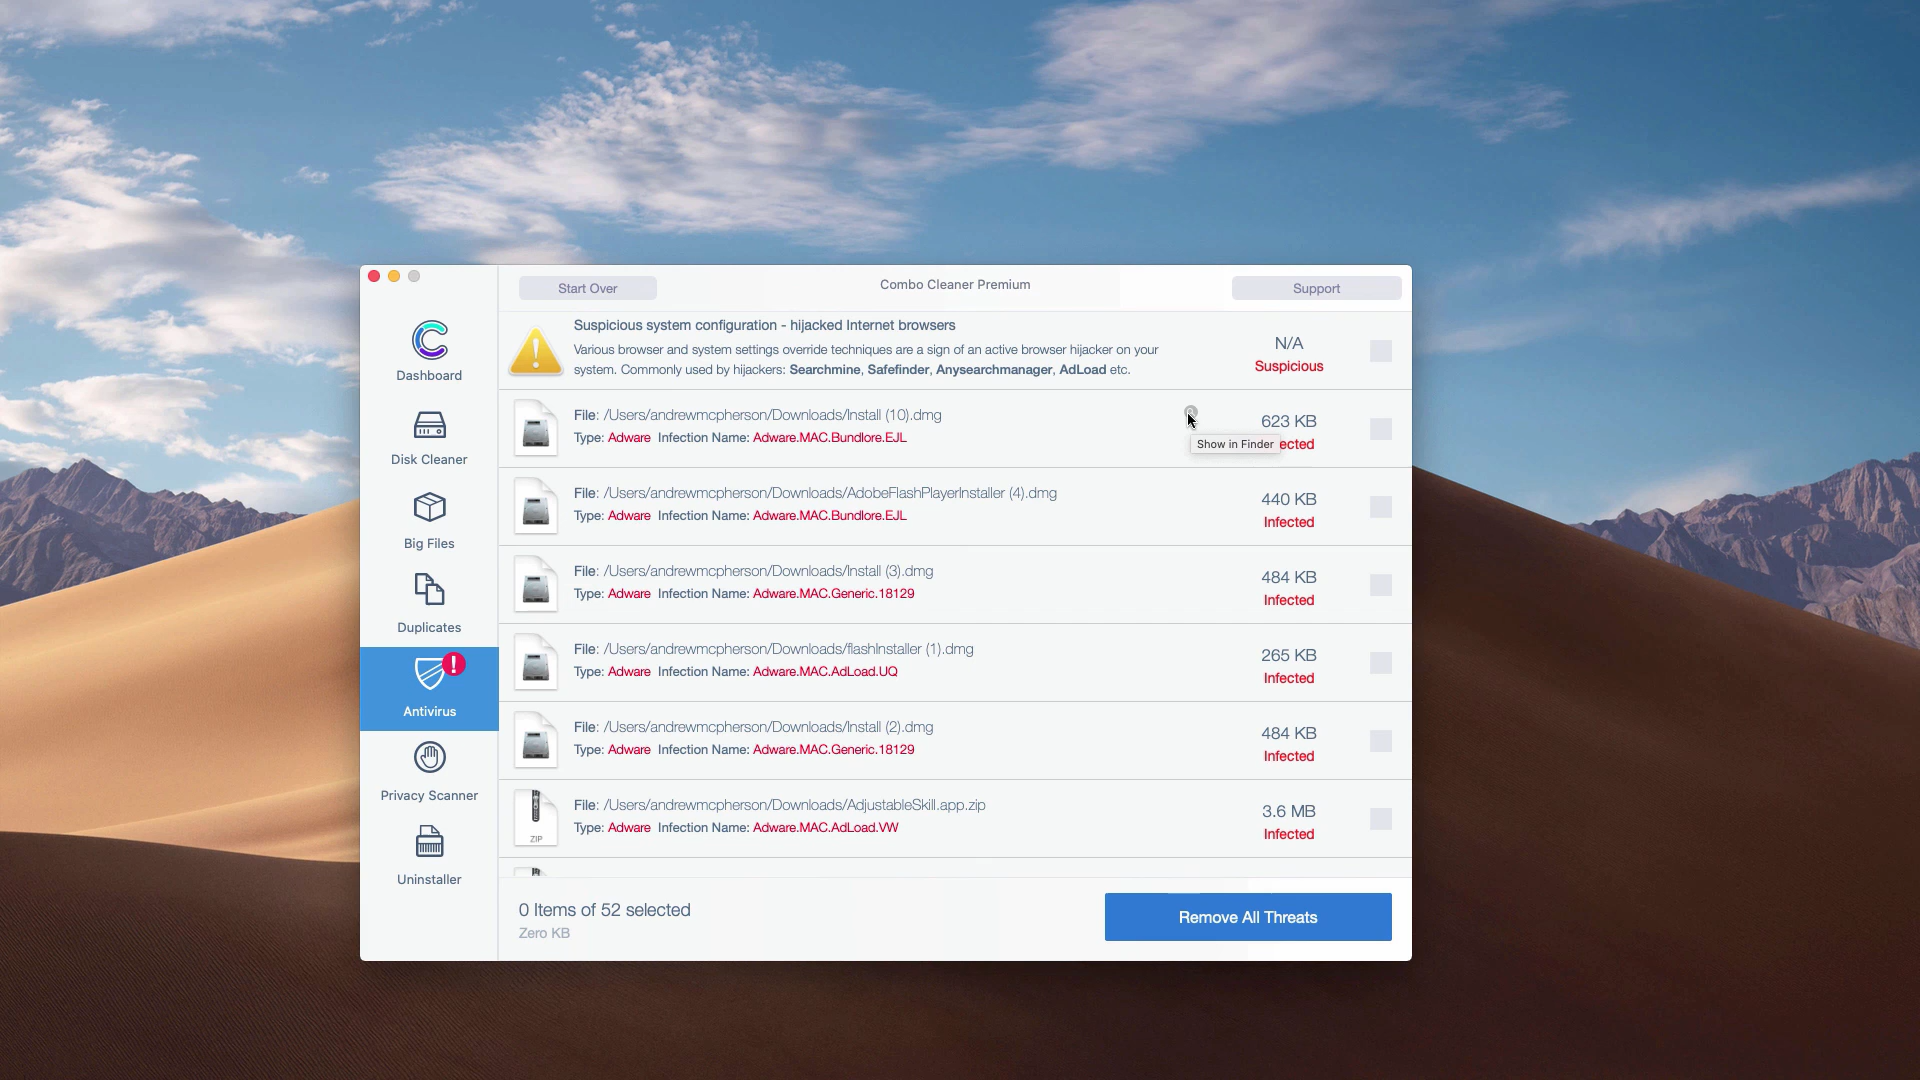 Start Over
Combo Cleaner Premium
Support
Dashboard
Disk Cleaner
Big Files
Duplicates
Antivirus
Privacy Scanner
Uninstaller
Suspicious system configuration - hijacked Internet browsers
Various browser and system settings override techniques are a sign of an active browser hijacker on your
system. Commonly used by hijackers: Searchmine, Safefinder, Anysearchmanager, AdLoad etc.
N/A
Suspicious
File: /Users/andrewmcpherson/Downloads/Install (10).dmg
Type: Adware Infection Name: Adware.MAC.Bundlore.EJL
623 KB
Show in Finder
ected
File: /Users/andrewmcpherson/Downloads/AdobeFlashPlayerInstaller (4).dmg
Type: Adware Infection Name: Adware.MAC.Bundlore.EJL
440 KB
Infected
File: /Users/andrewmcpherson/Downloads/Install (3).dmg
Type: Adware Infection Name: Adware.MAC.Generic.18129
484 KB
Infected
File: /Users/andrewmcpherson/Downloads/flashInstaller (1).dmg
Type: Adware Infection Name: Adware.MAC.AdLoad.UQ
265 KB
Infected
File: /Users/andrewmcpherson/Downloads/Install (2).dmg
Type: Adware Infection Name: Adware.MAC.Generic.18129
484 KB
Infected
ZIP
File: /Users/andrewmcpherson/Downloads/AdjustableSkill.app.zip
Type: Adware Infection Name: Adware.MAC.AdLoad.VW
3.6 MB
Infected
0 Items of 52 selected
Zero KB
Remove All Threats